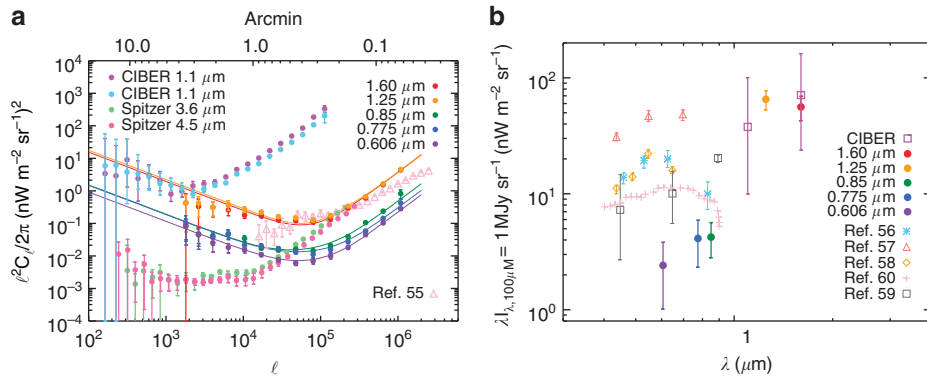 a
Arcmin
10.0 1.0 0.1
10⁴
10³
10²
10¹
10⁰
10⁻¹
10⁻²
10⁻³
10⁻⁴
ℓ²Cℓ/2π (nW m⁻² sr⁻¹)²
CIBER 1.1 μm
CIBER 1.1 μm
Spitzer 3.6 μm
Spitzer 4.5 μm
1.60 μm
1.25 μm
0.85 μm
0.775 μm
0.606 μm
Ref. 55
10² 10³ 10⁴ 10⁵ 10⁶
ℓ
b
λI λ,100μ,M = 1 MJy sr⁻¹ (nW m⁻² sr⁻¹)
10²
10¹
10⁰
CIBER
1.60 μm
1.25 μm
0.85 μm
0.775 μm
0.606 μm
Ref. 56
Ref. 57
Ref. 58
Ref. 60
Ref. 59
1
λ (μm)